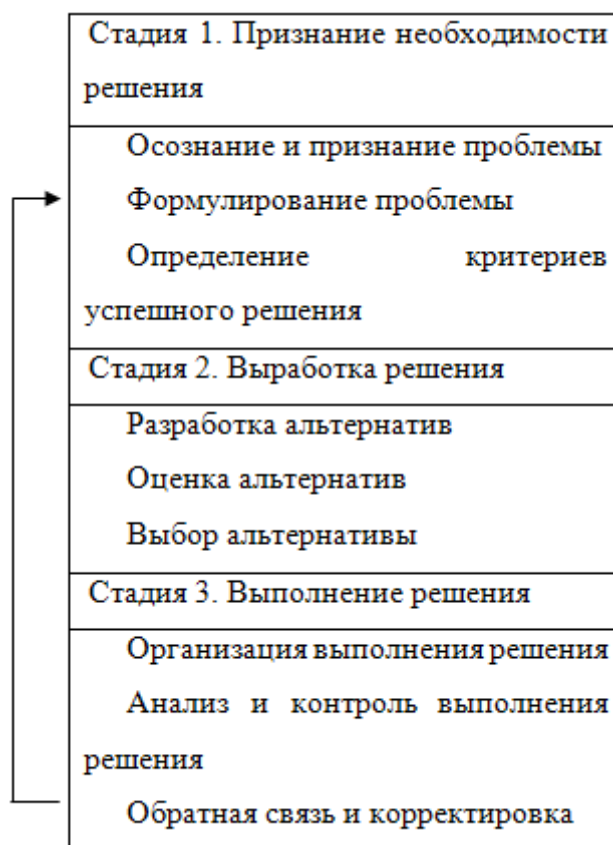 Стадия 1. Признание необходимости
решения
Осознание и признание проблемы
Формулирование проблемы
Определение критериев
успешного решения
Стадия 2. Выработка решения
Разработка альтернатив
Оценка альтернатив
Выбор альтернативы
Стадия 3. Выполнение решения
Организация выполнения решения
Анализ и контроль выполнения
решения
Обратная связь и корректировка